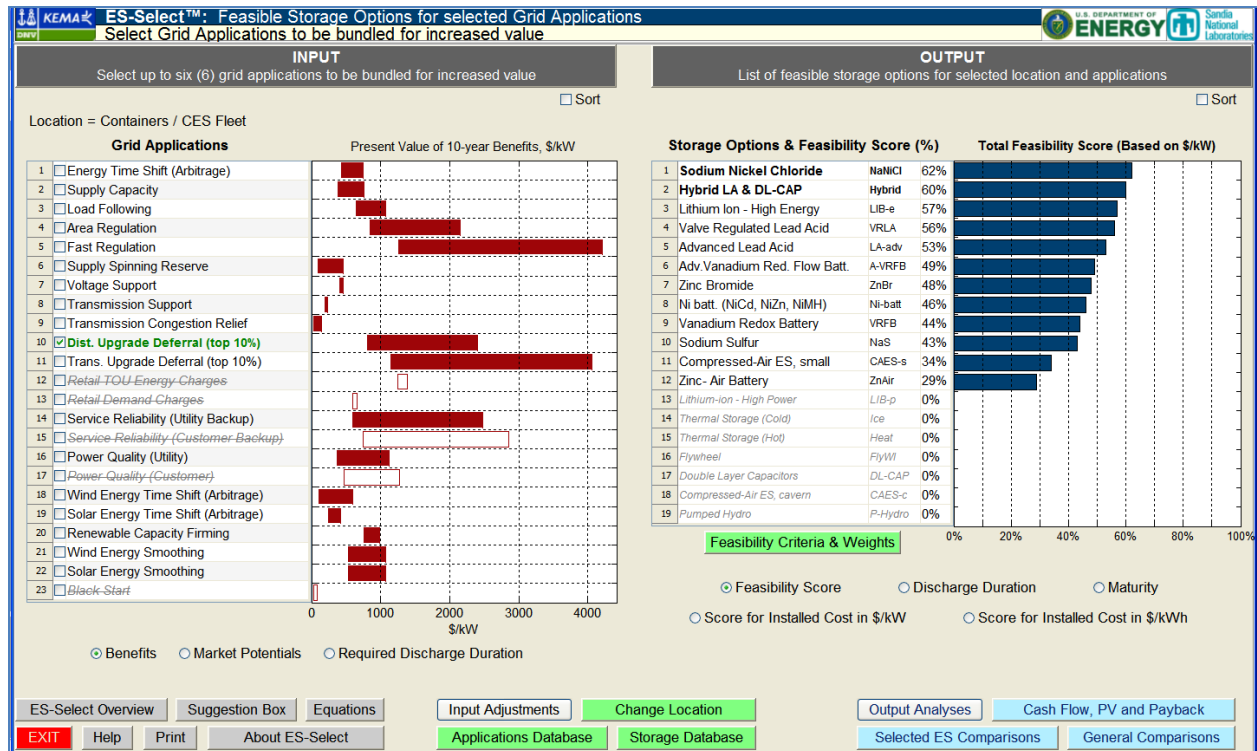 KEMA
DNV
ES-Select™: Feasible Storage Options for selected Grid Applications
Select Grid Applications to be bundled for increased value
U.S. DEPARTMENT OF
ENERGY
Sandia
National
Laboratories
INPUT
Select up to six (6) grid applications to be bundled for increased value
Sort
Location = Containers / CES Fleet
Grid Applications
Present Value of 10-year Benefits, $/kW
1 Energy Time Shift (Arbitrage)
2 Supply Capacity
3 Load Following
4 Area Regulation
5 Fast Regulation
6 Supply Spinning Reserve
7 Voltage Support
8 Transmission Support
9 Transmission Congestion Relief
10 Dist. Upgrade Deferral (top 10%)
11 Trans. Upgrade Deferral (top 10%)
12 Retail TOU Energy Charges
13 Retail Demand Charges
14 Service Reliability (Utility Backup)
15 Service Reliability (Customer Backup)
16 Power Quality (Utility)
17 Power Quality (Customer)
18 Wind Energy Time Shift (Arbitrage)
19 Solar Energy Time Shift (Arbitrage)
20 Renewable Capacity Firming
21 Wind Energy Smoothing
22 Solar Energy Smoothing
23 Black Start
0 1000 2000 3000 4000
$/kW
Benefits Market Potentials Required Discharge Duration
OUTPUT
List of feasible storage options for selected location and applications
Sort
Storage Options & Feasibility Score (%)
Total Feasibility Score (Based on $/kW)
1 Sodium Nickel Chloride NaNiCl 62%
2 Hybrid LA & DL-CAP Hybrid 60%
3 Lithium Ion - High Energy LIB-e 57%
4 Valve Regulated Lead Acid VRLA 56%
5 Advanced Lead Acid LA-adv 53%
6 Adv.Vanadium Red. Flow Batt. A-VRFB 49%
7 Zinc Bromide ZnBr 48%
8 Ni batt. (NiCd, NiZn, NiMH) Ni-batt 46%
9 Vanadium Redox Battery VRFB 44%
10 Sodium Sulfur NaS 43%
11 Compressed-Air ES, small CAES-s 34%
12 Zinc- Air Battery ZnAir 29%
13 Lithium-ion - High Power LIB-p 0%
14 Thermal Storage (Cold) Ice 0%
15 Thermal Storage (Hot) Heat 0%
16 Flywheel FlyWl 0%
17 Double Layer Capacitors DL-CAP 0%
18 Compressed-Air ES, cavern CAES-c 0%
19 Pumped Hydro P-Hydro 0%
0% 20% 40% 60% 80% 100%
Feasibility Criteria & Weights
Feasibility Score Discharge Duration Maturity
Score for Installed Cost in $/kW Score for Installed Cost in $/kWh
ES-Select Overview Suggestion Box Equations Input Adjustments Change Location Output Analyses Cash Flow, PV and Payback
EXIT Help Print About ES-Select Applications Database Storage Database Selected ES Comparisons General Comparisons